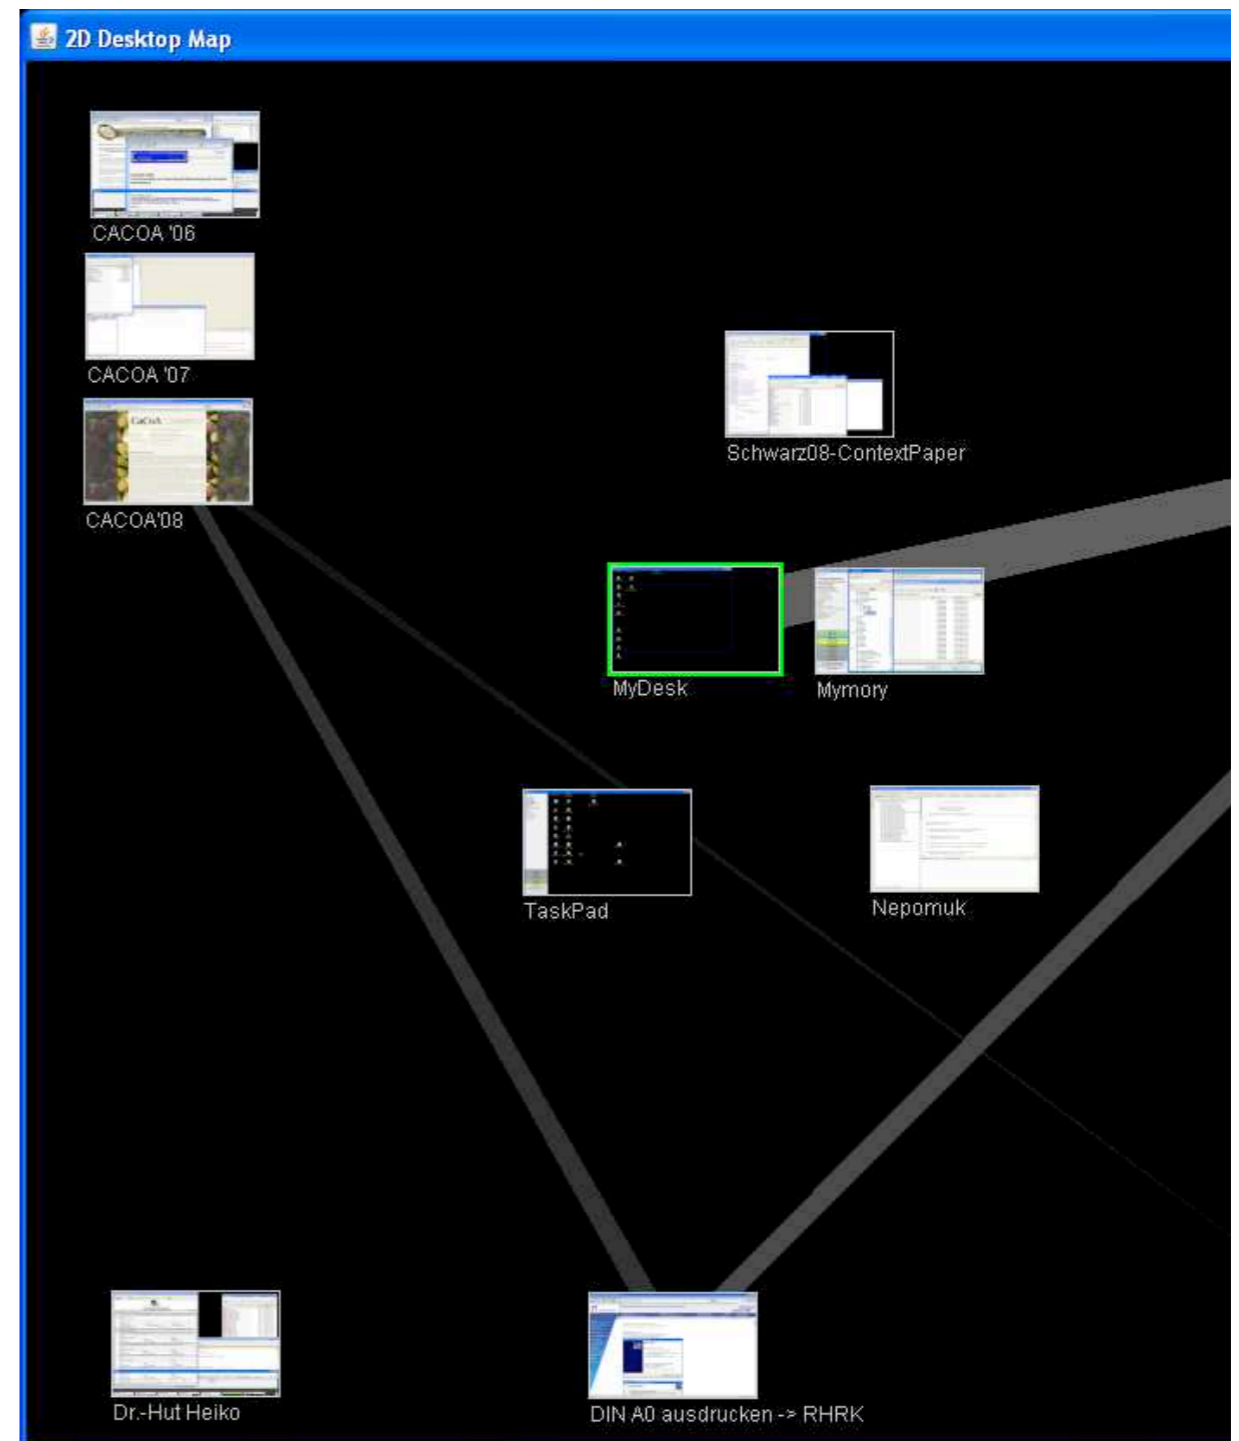 2D Desktop Map
CACOA '06
CACOA '07
CaCoA
CACOA'08
Schwarz08-ContextPaper
MyDesk
Mymory
TaskPad
Nepomuk
Dr.-Hut Heiko
DIN A0 ausdrucken -> RHRK